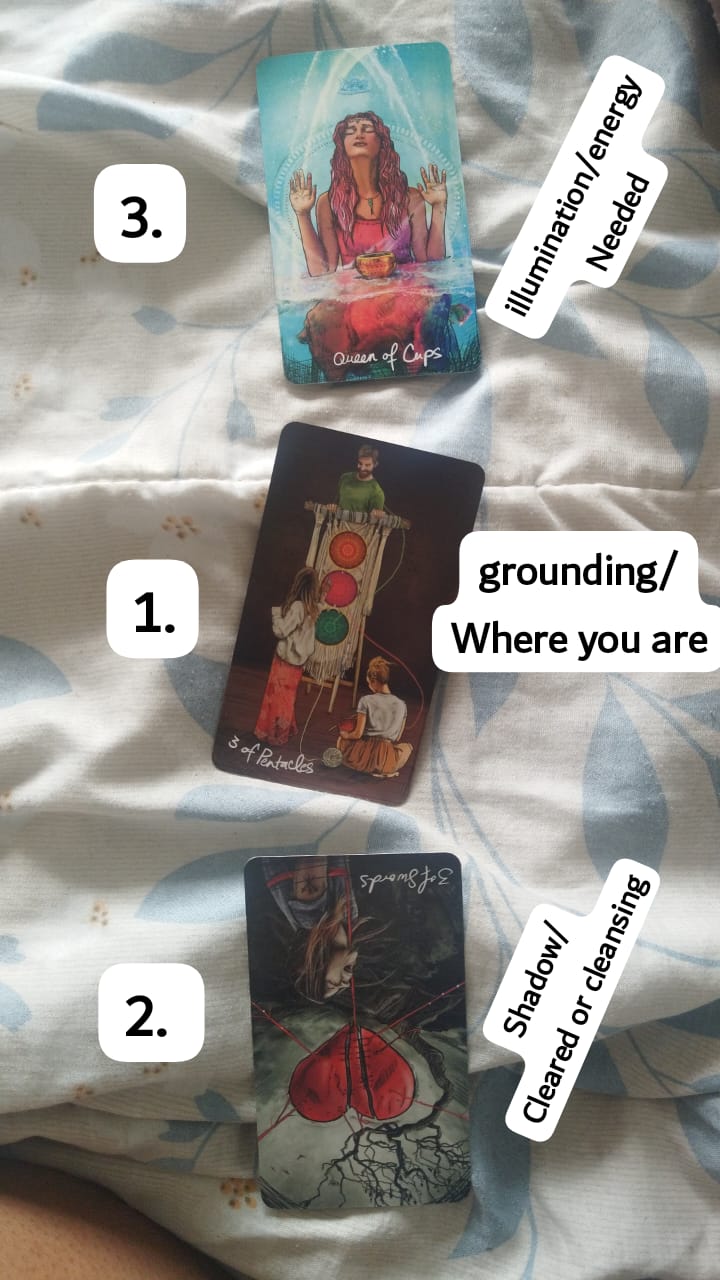 3.
illumination/energy
Needed
Queen of Cups
1.
grounding/
Where you are
3 of Pentacles
3 of Swords
2.
Shadow/
Cleared or cleansing